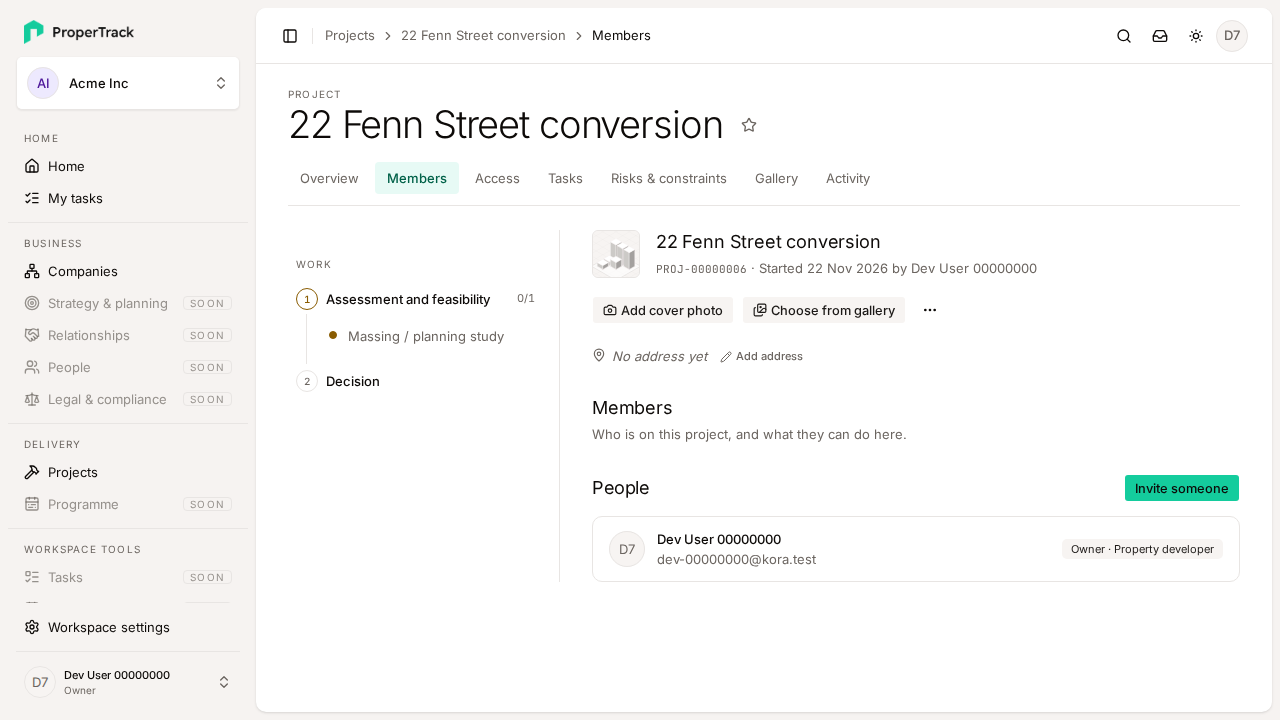 ProperTrack
AI
Acme Inc
HOME
Home
My tasks
BUSINESS
Companies
Strategy & planning SOON
Relationships SOON
People SOON
Legal & compliance SOON
DELIVERY
Projects
Programme SOON
WORKSPACE TOOLS
Tasks SOON
Workspace settings
D7
Dev User 00000000
Owner
Projects > 22 Fenn Street conversion > Members
D7
PROJECT
22 Fenn Street conversion
Overview Members Access Tasks Risks & constraints Gallery Activity
WORK
1 Assessment and feasibility 0/1
Massing / planning study
2 Decision
22 Fenn Street conversion
PROJ-00000006 · Started 22 Nov 2026 by Dev User 00000000
Add cover photo Choose from gallery
No address yet Add address
Members
Who is on this project, and what they can do here.
People Invite someone
D7
Dev User 00000000
dev-00000000@kora.test
Owner · Property developer